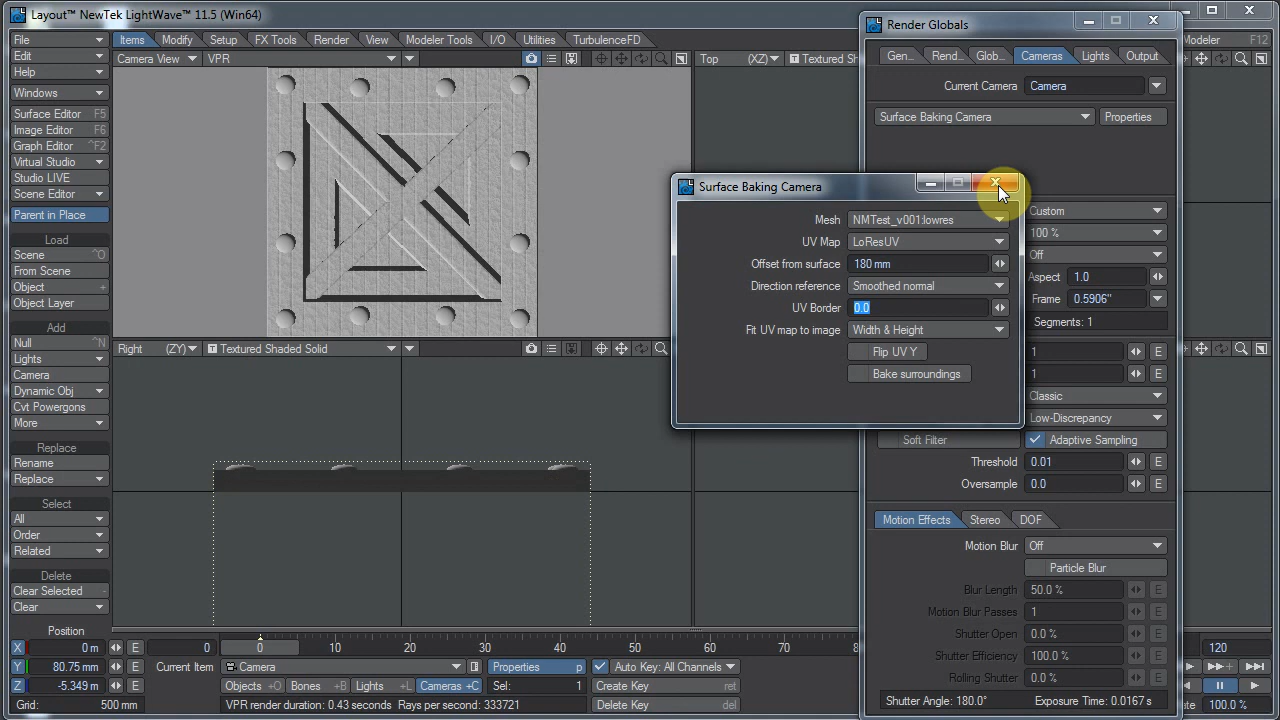 Layout™ NewTek LightWave™ 11.5 (Win64)
Items Modify Setup FX Tools Render View Modeler Tools I/O Utilities TurbulenceFD
Modeler F12
File
Edit
Help
Windows
Surface Editor F5
Image Editor F6
Graph Editor F2
Virtual Studio
Studio LIVE
Scene Editor
Parent in Place
Load
Scene ^O
From Scene
Object +
Object Layer
Add
Null ^N
Lights
Camera
Dynamic Obj
Cvt Powergons
More
Replace
Rename
Replace
Select
All
Order
Related
Delete
Clear Selected -
Clear
Camera View VPR
Top (XZ) Textured Sh
Right (ZY) Textured Shaded Solid
Render Globals
Gen... Rend... Glob... Cameras Lights Output
Current Camera Camera
Surface Baking Camera Properties
Custom
100 %
Off
Aspect 1.0
Frame 0.5906"
Segments: 1
1 E
1 E
Classic
Low-Discrepancy
Soft Filter Adaptive Sampling
Threshold 0.01 E
Oversample 0.0 E
Motion Effects Stereo DOF
Motion Blur Off
Particle Blur
Blur Length 50.0 % E
Motion Blur Passes 1 E
Shutter Open 0.0 % E
Shutter Efficiency 100.0 % E
Rolling Shutter 0.0 % E
Shutter Angle: 180.0° Exposure Time: 0.0167s
Surface Baking Camera
Mesh NMTest_v001:lowres
UV Map LoResUV
Offset from surface 180 mm
Direction reference Smoothed normal
UV Border 0.0
Fit UV map to image Width & Height
Flip UV Y
Bake surroundings
Position
X 0 m E 0 0 10 20 30 40 50 60 70 120
Y 80.75 mm E Current Item Camera Properties p Auto Key: All Channels
Z -5.349 m E Objects +O Bones +B Lights +L Cameras +C Sel: 1 Create Key ret 100.0 %
Grid: 500 mm VPR render duration: 0.43 seconds Rays per second: 333721 Delete Key del